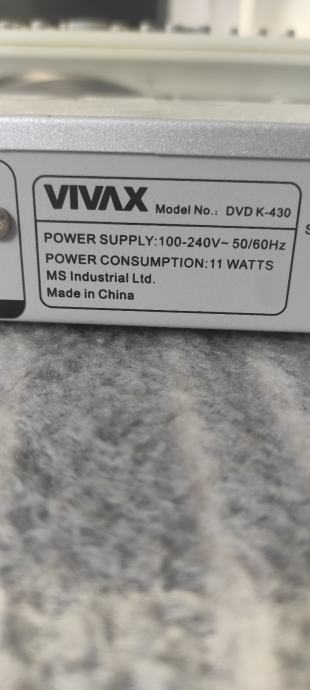 VIVAX Model No.: DVD K-430
POWER SUPPLY:100-240V~ 50/60Hz
POWER CONSUMPTION:11 WATTS
MS Industrial Ltd.
Made in China